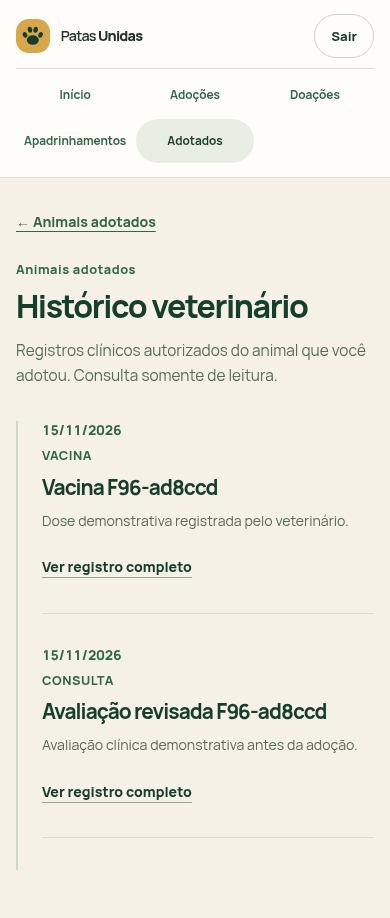 Patas Unidas
Sair
Início
Adoções
Doações
Apadrinhamentos
Adotados
← Animais adotados
Animais adotados
Histórico veterinário
Registros clínicos autorizados do animal que você
adotou. Consulta somente de leitura.
15/11/2026
VACINA
Vacina F96-ad8ccd
Dose demonstrativa registrada pelo veterinário.
Ver registro completo
15/11/2026
CONSULTA
Avaliação revisada F96-ad8ccd
Avaliação clínica demonstrativa antes da adoção.
Ver registro completo